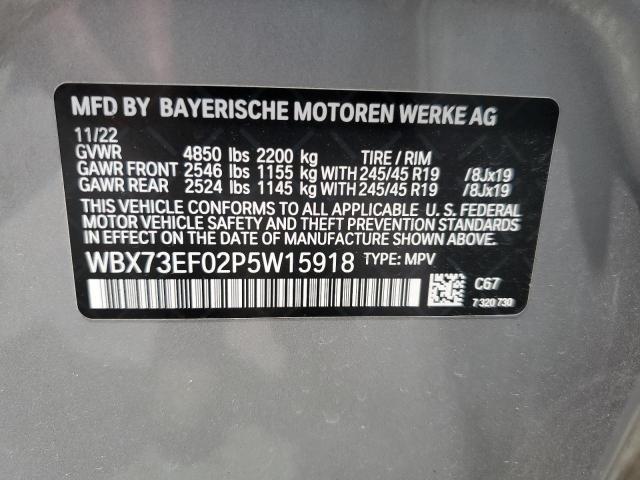 MFD BY BAYERISCHE MOTOREN WERKE AG
11/22
GVWR 4850 lbs 2200 kg TIRE / RIM
GAWR FRONT 2546 lbs 1155 kg WITH 245/45 R19 /8Jx19
GAWR REAR 2524 lbs 1145 kg WITH 245/45 R19 /8Jx19
THIS VEHICLE CONFORMS TO ALL APPLICABLE U. S. FEDERAL
MOTOR VEHICLE SAFETY AND THEFT PREVENTION STANDARDS
IN EFFECT ON THE DATE OF MANUFACTURE SHOWN ABOVE.
WBX73EF02P5W15918 TYPE: MPV
C67
7 320 730